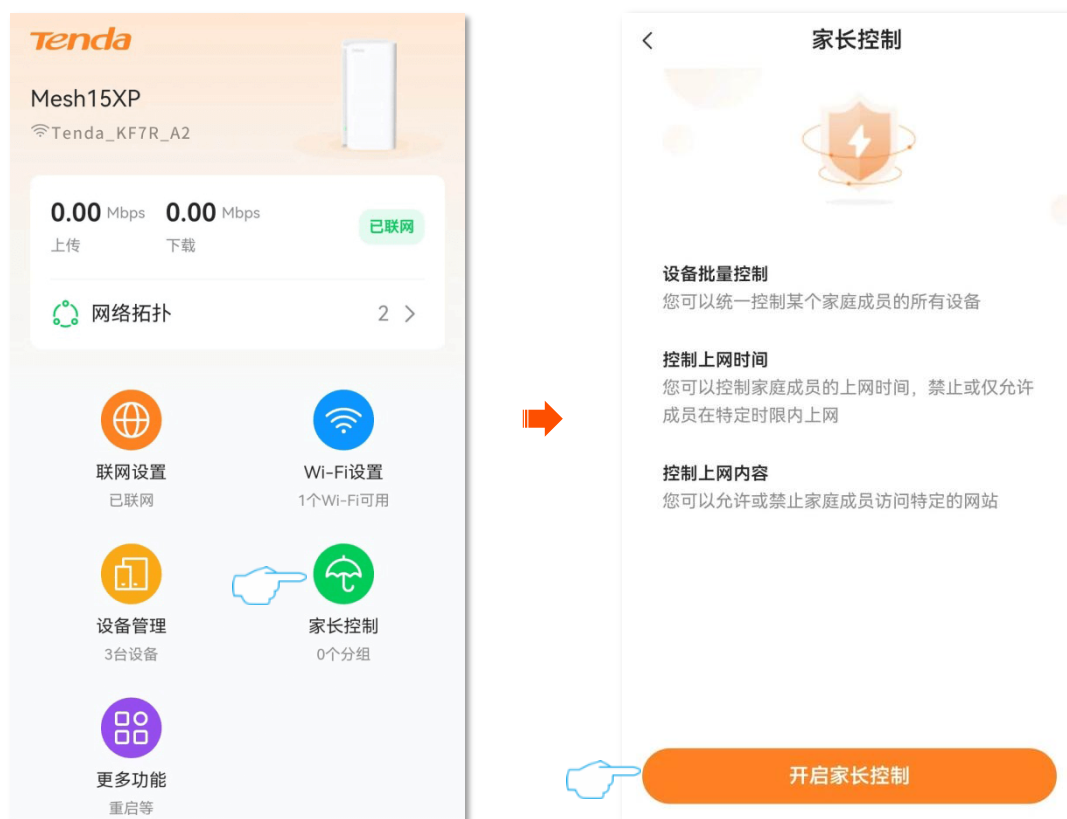 Tenda
Mesh15XP
Tenda_KF7R_A2
0.00 Mbps 0.00 Mbps
上传 下载
已联网
网络拓扑 2
联网设置 Wi-Fi设置
已联网 1个Wi-Fi可用
设备管理 家长控制
3台设备 0个分组
更多功能
重启等
家长控制
设备批量控制
您可以统一控制某个家庭成员的所有设备
控制上网时间
您可以控制家庭成员的上网时间，禁止或仅允许
成员在特定时限内上网
控制上网内容
您可以允许或禁止家庭成员访问特定的网站
开启家长控制